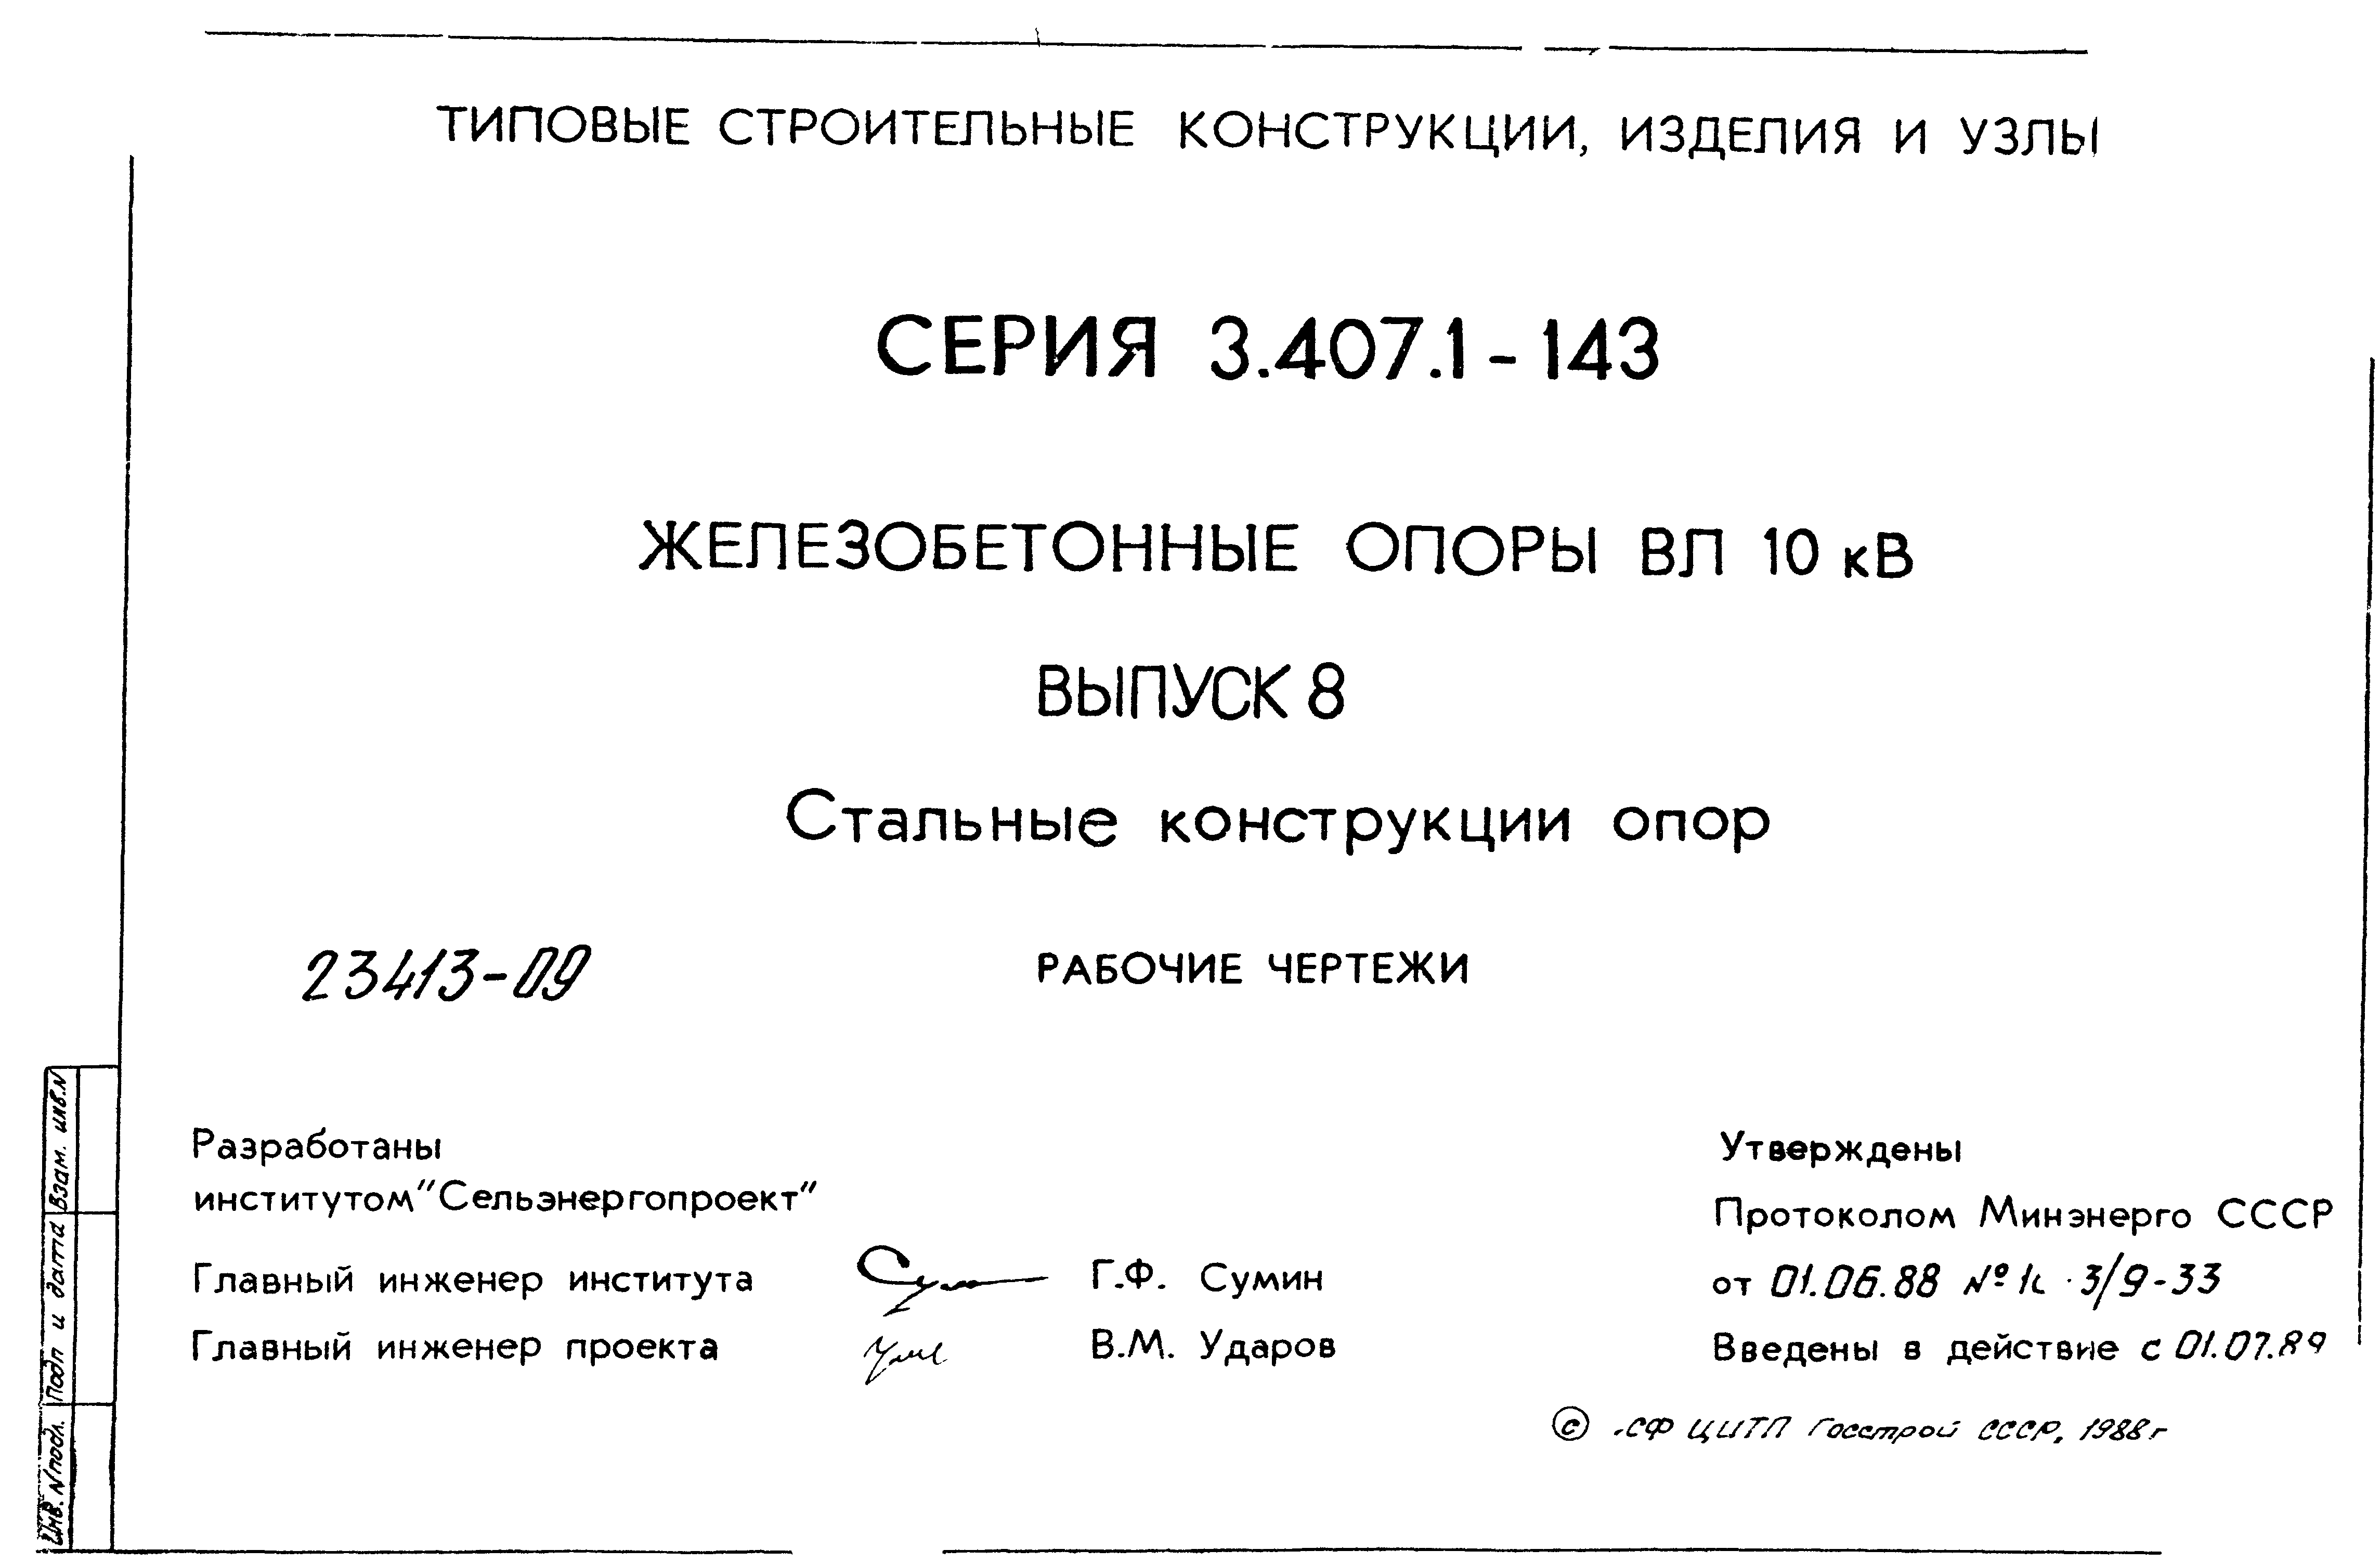 ТИПОВЫЕ СТРОИТЕЛЬНЫЕ КОНСТРУКЦИИ, ИЗДЕЛИЯ И УЗЛЫ
СЕРИЯ 3.407.1-143
ЖЕЛЕЗОБЕТОННЫЕ ОПОРЫ ВЛ 10 кВ
ВЫПУСК 8
Стальные конструкции опор
23413-09
РАБОЧИЕ ЧЕРТЕЖИ
Разработаны
институтом "Сельэнергопроект"
Главный инженер института Г.Ф. Сумин
Главный инженер проекта В.М. Ударов
Утверждены
Протоколом Минэнерго СССР
от 01.06.88 № 3/9-33
Введены в действие с 01.07.89
© СФ ЦИТП Госстрой СССР, 1988 г
Взам. инв. N
Подп и дата
Инв. N подл.